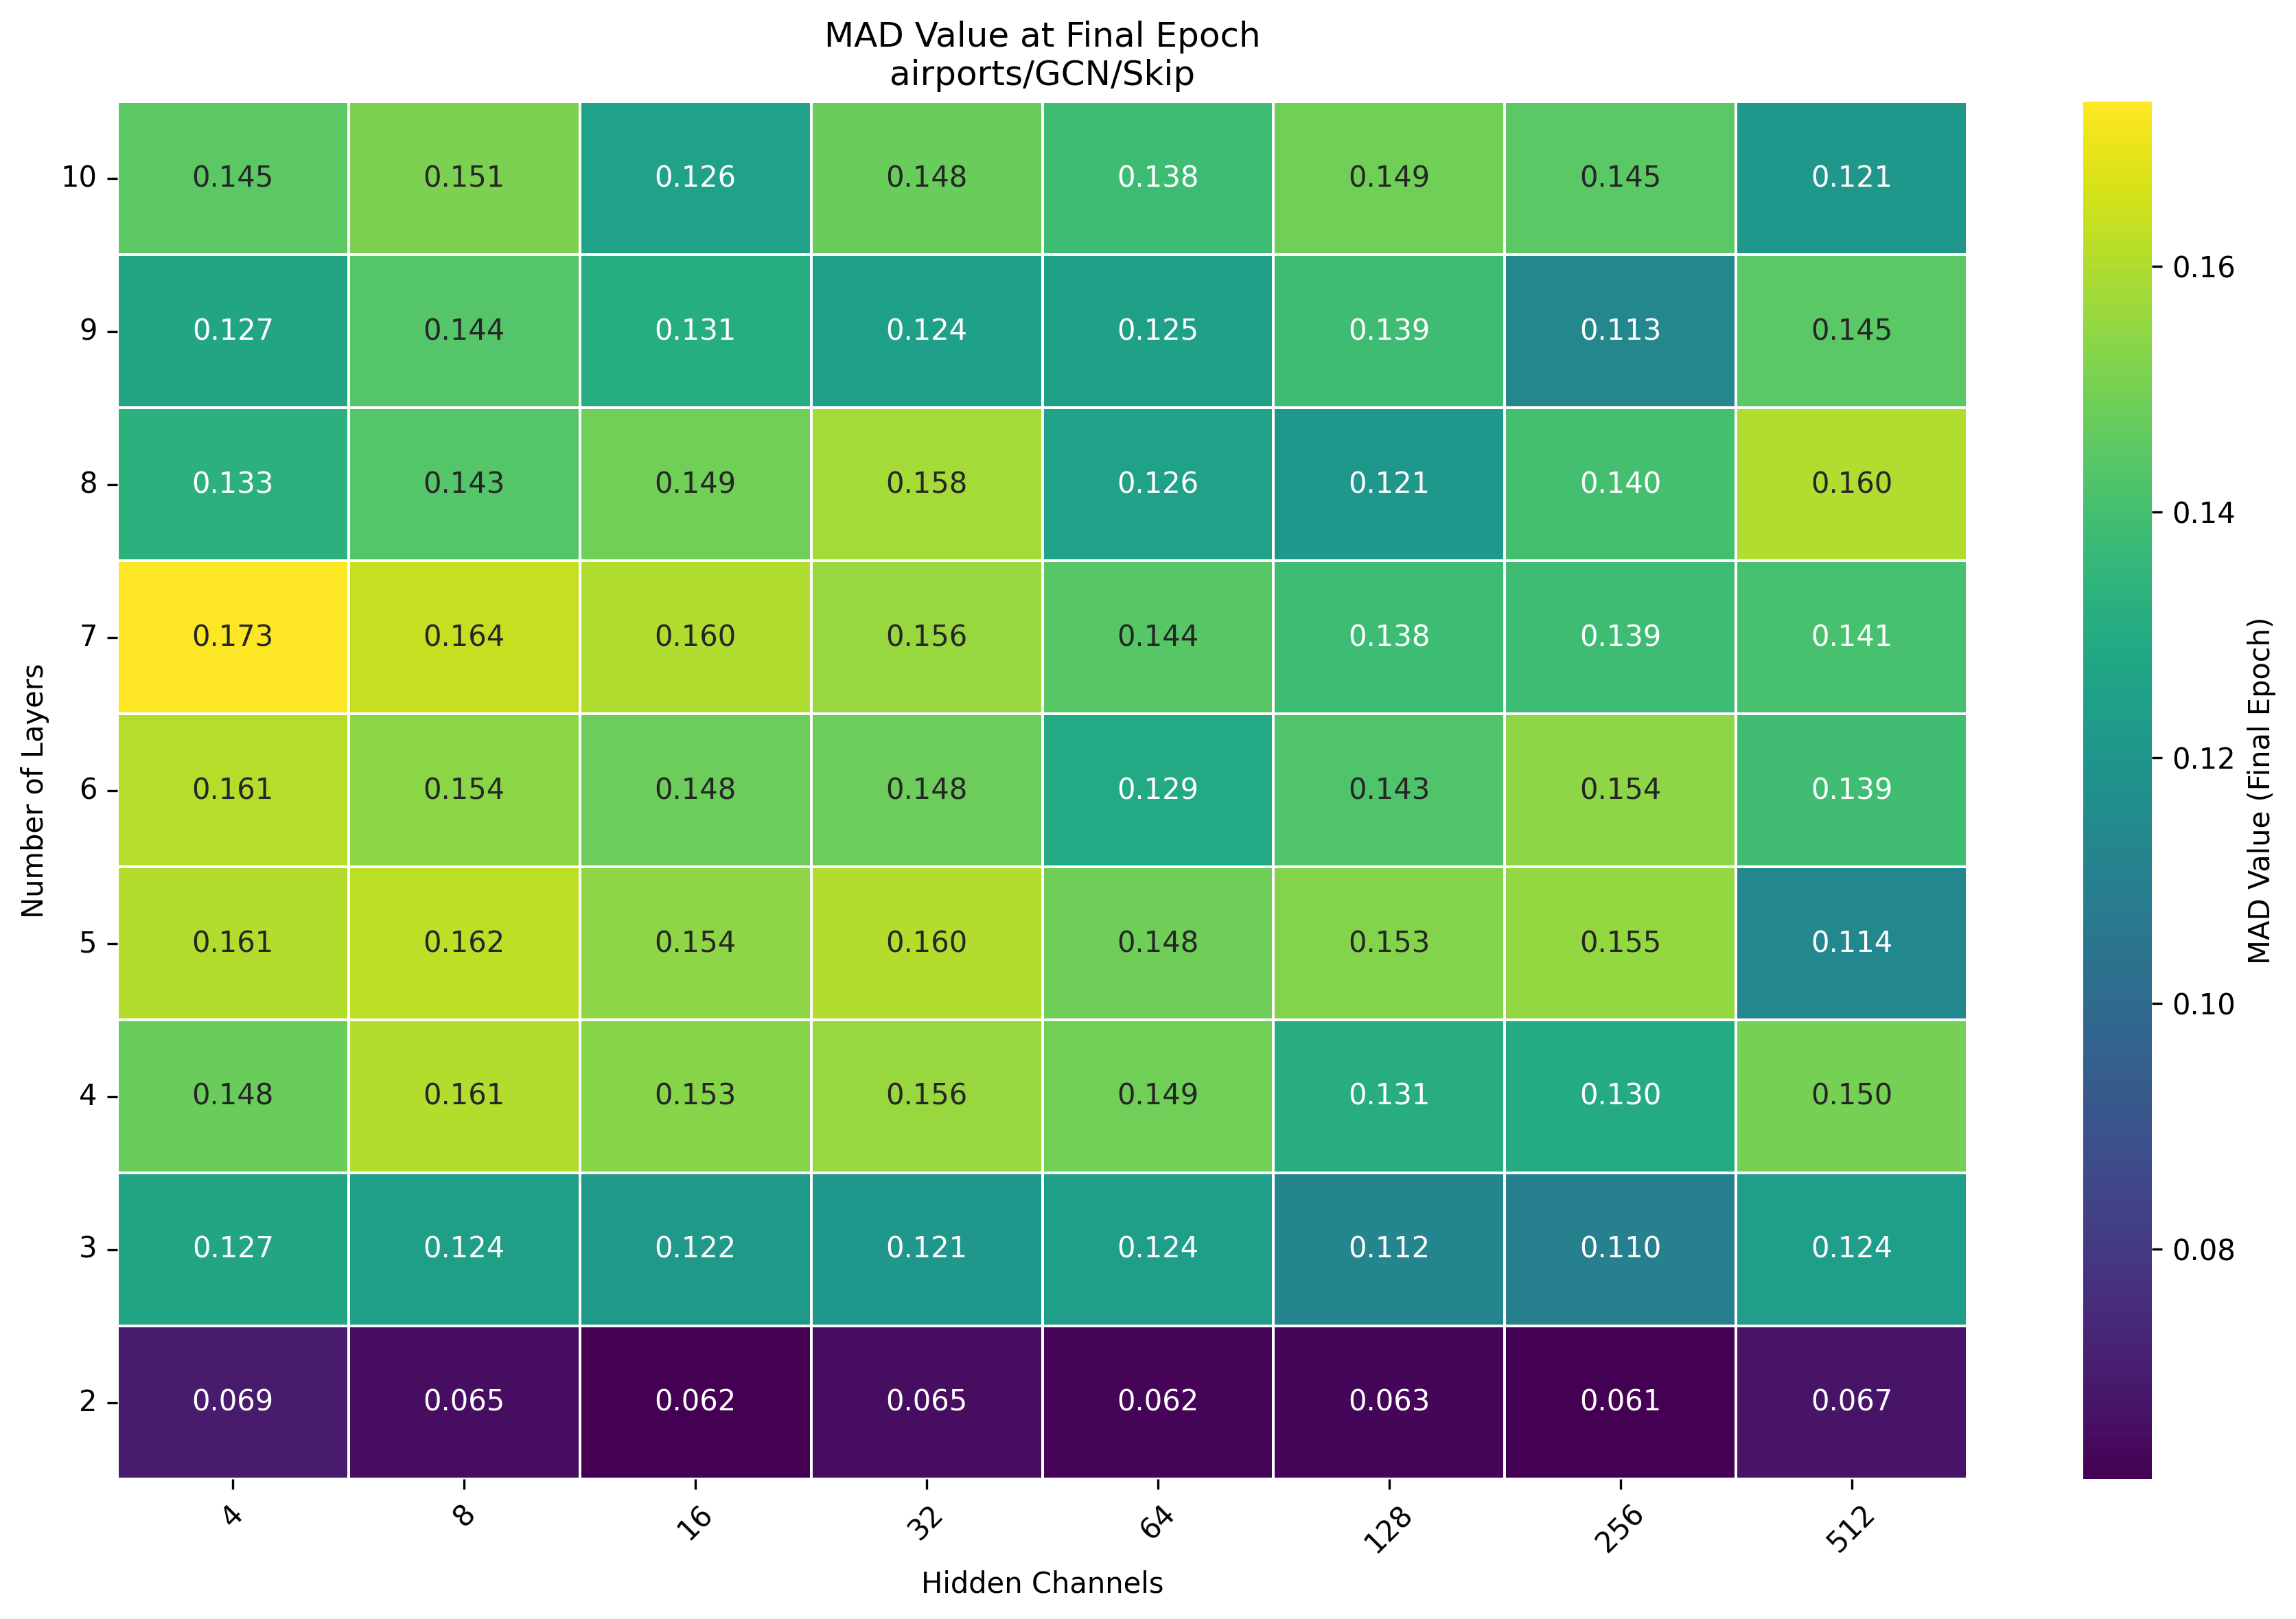 MAD Value at Final Epoch
airports/GCN/Skip
10 0.145 0.151 0.126 0.148 0.138 0.149 0.145 0.121
9 0.127 0.144 0.131 0.124 0.125 0.139 0.113 0.145
8 0.133 0.143 0.149 0.158 0.126 0.121 0.140 0.160
7 0.173 0.164 0.160 0.156 0.144 0.138 0.139 0.141
6 0.161 0.154 0.148 0.148 0.129 0.143 0.154 0.139
5 0.161 0.162 0.154 0.160 0.148 0.153 0.155 0.114
4 0.148 0.161 0.153 0.156 0.149 0.131 0.130 0.150
3 0.127 0.124 0.122 0.121 0.124 0.112 0.110 0.124
2 0.069 0.065 0.062 0.065 0.062 0.063 0.061 0.067
4 8 16 32 64 128 256 512
Hidden Channels
Number of Layers
0.16
0.14
0.12
0.10
0.08
MAD Value (Final Epoch)